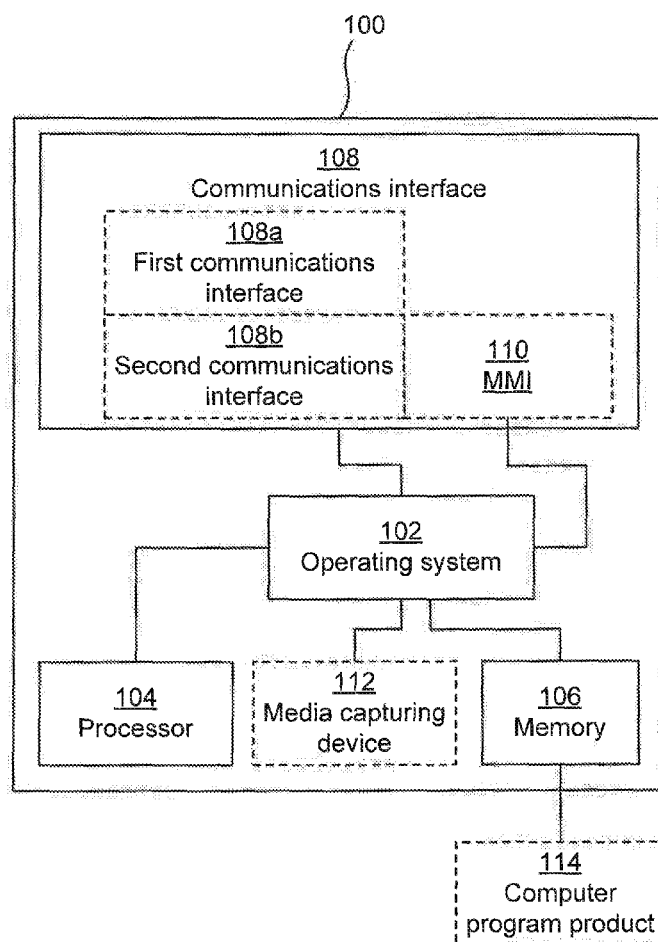 100
108
Communications interface
108a
First communications
interface
108b
Second communications
interface
110
MMI
102
Operating system
104
Processor
112
Media capturing
device
106
Memory
114
Computer
program product